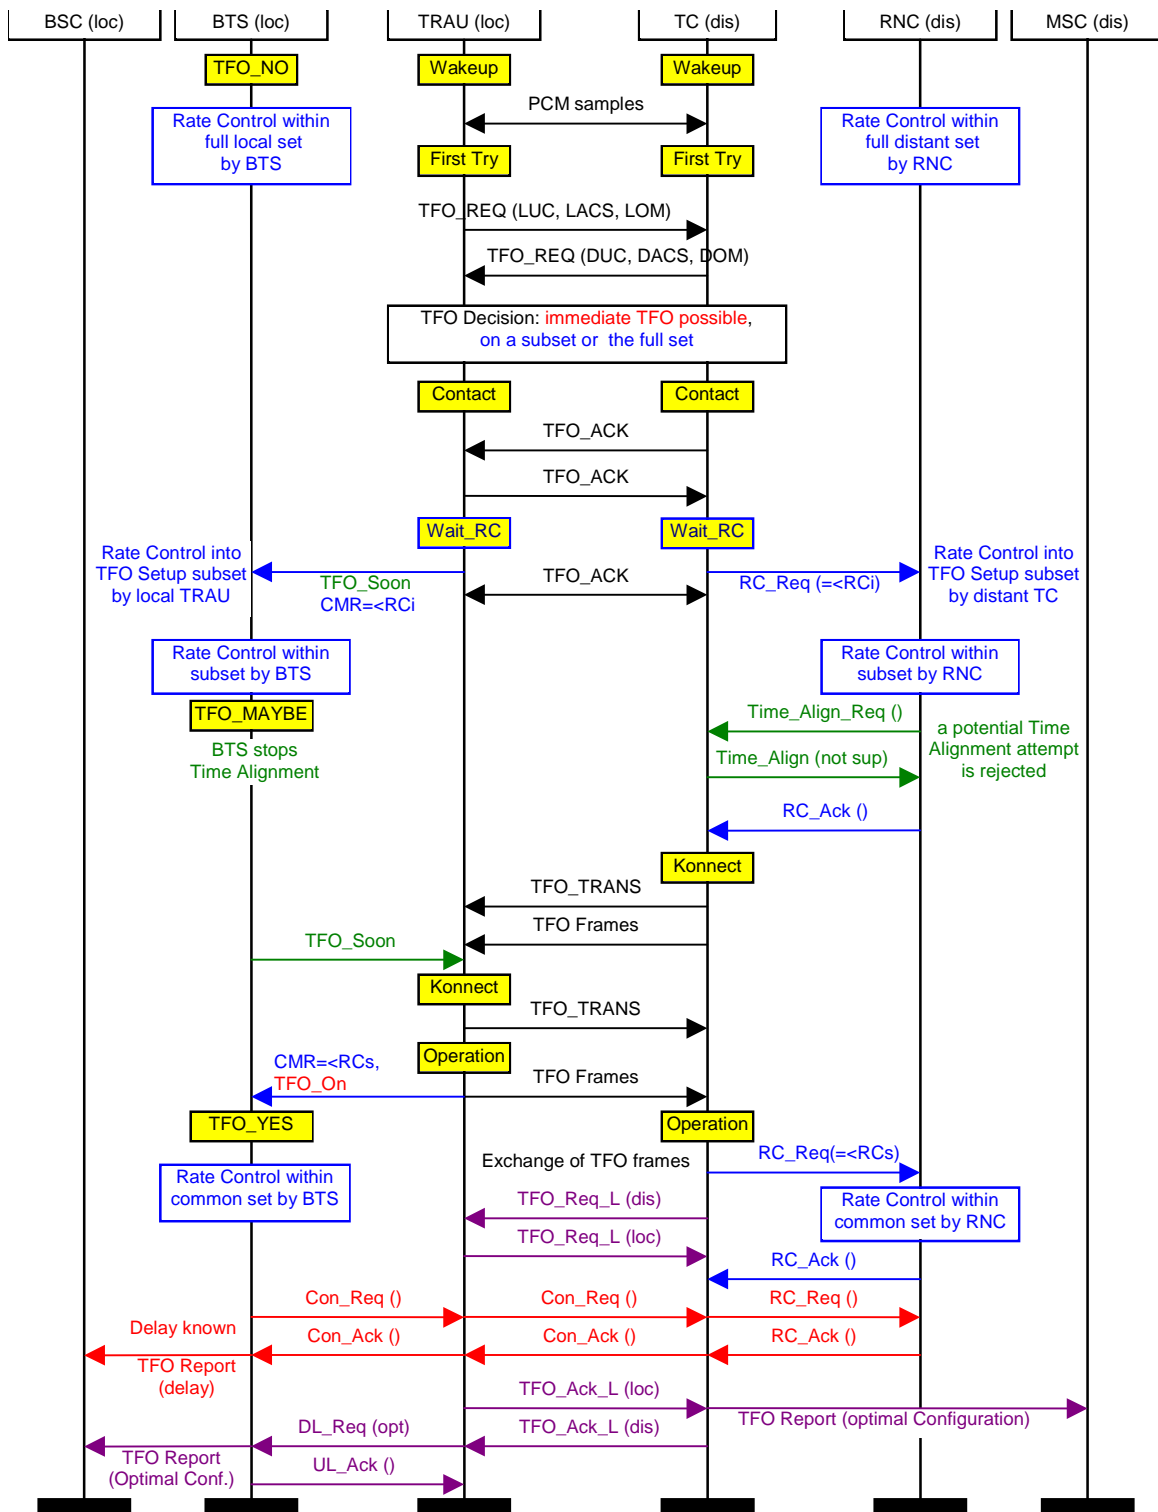 BSC (loc)
BTS (loc)
TRAU (loc)
TC (dis)
RNC (dis)
MSC (dis)
TFO_NO
Wakeup
Wakeup
PCM samples
Rate Control within
full local set
by BTS
Rate Control within
full distant set
by RNC
First Try
First Try
TFO_REQ (LUC, LACS, LOM)
TFO_REQ (DUC, DACS, DOM)
TFO Decision: immediate TFO possible,
on a subset or the full set
Contact
Contact
TFO_ACK
TFO_ACK
Wait_RC
Wait_RC
Rate Control into
TFO Setup subset
by local TRAU
TFO_Soon
CMR=<RCi
TFO_ACK
RC_Req (=<RCi)
Rate Control into
TFO Setup subset
by distant TC
Rate Control within
subset by BTS
Rate Control within
subset by RNC
TFO_MAYBE
BTS stops
Time Alignment
Time_Align_Req ()
Time_Align (not sup)
a potential Time
Alignment attempt
is rejected
RC_Ack ()
Konnect
TFO_TRANS
TFO Frames
TFO_Soon
Konnect
TFO_TRANS
Operation
CMR=<RCs,
TFO_On
TFO Frames
TFO_YES
Operation
Exchange of TFO frames
RC_Req(=<RCs)
Rate Control within
common set by BTS
TFO_Req_L (dis)
Rate Control within
common set by RNC
TFO_Req_L (loc)
RC_Ack ()
Con_Req ()
Con_Req ()
RC_Req ()
Delay known
Con_Ack ()
Con_Ack ()
RC_Ack ()
TFO Report
(delay)
TFO_Ack_L (loc)
TFO Report (optimal Configuration)
DL_Req (opt)
TFO_Ack_L (dis)
TFO Report
(Optimal Conf.)
UL_Ack ()